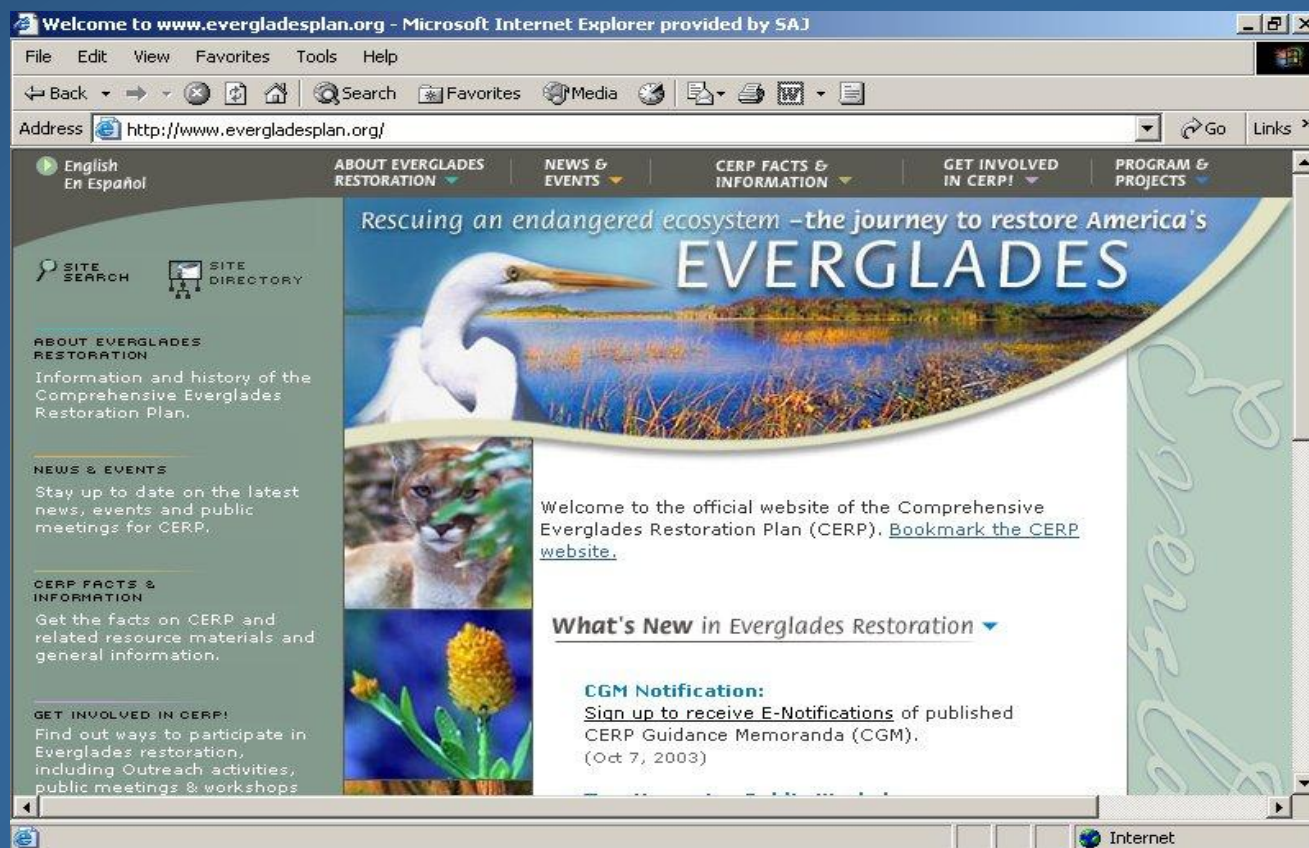 Welcome to www.evergladesplan.org - Microsoft Internet Explorer provided by SAJ
File Edit View Favorites Tools Help
Back Search Favorites Media
Address http://www.evergladesplan.org/ Go Links
English
En Español
ABOUT EVERGLADES
RESTORATION
NEWS &
EVENTS
CERP FACTS &
INFORMATION
GET INVOLVED
IN CERP!
PROGRAM &
PROJECTS
Rescuing an endangered ecosystem –the journey to restore America's
EVERGLADES
SITE
SEARCH
SITE
DIRECTORY
ABOUT EVERGLADES
RESTORATION
Information and history of the
Comprehensive Everglades
Restoration Plan.
NEWS & EVENTS
Stay up to date on the latest
news, events and public
meetings for CERP.
CERP FACTS &
INFORMATION
Get the facts on CERP and
related resource materials and
general information.
GET INVOLVED IN CERP!
Find out ways to participate in
Everglades restoration,
including Outreach activities,
public meetings & workshops
Welcome to the official website of the Comprehensive
Everglades Restoration Plan (CERP). Bookmark the CERP
website.
What's New in Everglades Restoration
CGM Notification:
Sign up to receive E-Notifications of published
CERP Guidance Memoranda (CGM).
(Oct 7, 2003)
Internet